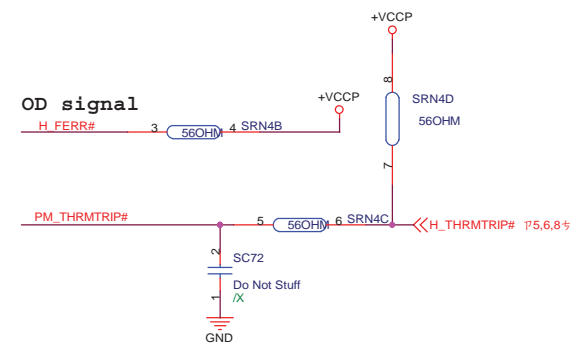 +VCCP
8
SRN4D
56OHM
7
OD signal
+VCCP
H_FERR#
3
56OHM
4
SRN4B
PM_THRMTRIP#
5
56OHM
6
SRN4C
H_THRMTRIP#
2
SC72
Do Not Stuff
/X
1
GND